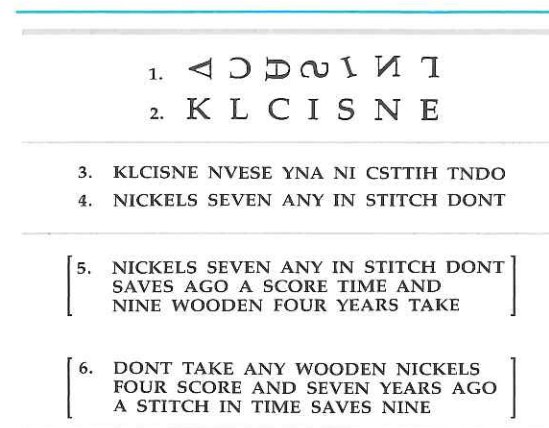 1.
2. K L C I S N E
3. KLCISNE NVESE YNA NI CSTTIH TNDO
4. NICKELS SEVEN ANY IN STITCH DONT
5. NICKELS SEVEN ANY IN STITCH DONT
SAVES AGO A SCORE TIME AND
NINE WOODEN FOUR YEARS TAKE
6. DONT TAKE ANY WOODEN NICKELS
FOUR SCORE AND SEVEN YEARS AGO
A STITCH IN TIME SAVES NINE